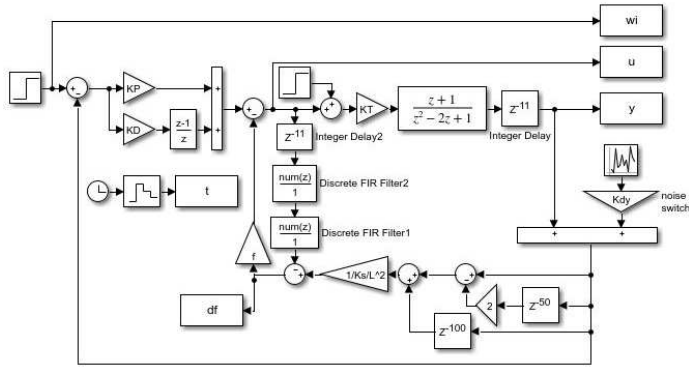 wi
u
KP
KD
z-1
z
+
+
+
-
-
+
+
KT
z + 1
z² − 2z + 1
Z-11
y
Z-11
Integer Delay2
Integer Delay
num(z)
1
Discrete FIR Filter2
num(z)
1
Discrete FIR Filter1
t
Kdy
noise
switch
+
+
f
-
+
1/Ks/L^2
+
+
-
+
2
Z-50
Z-100
df